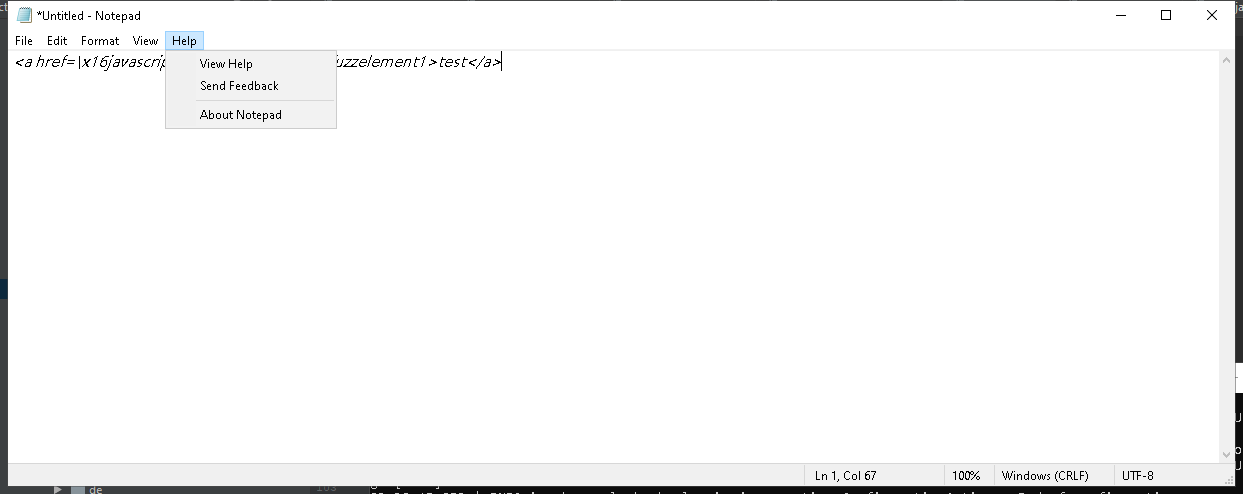 *Untitled - Notepad
File Edit Format View Help
<a href=\x16javascrip uzzelement1>test</a>
View Help
Send Feedback
About Notepad
Ln 1, Col 67 100% Windows (CRLF) UTF-8
de